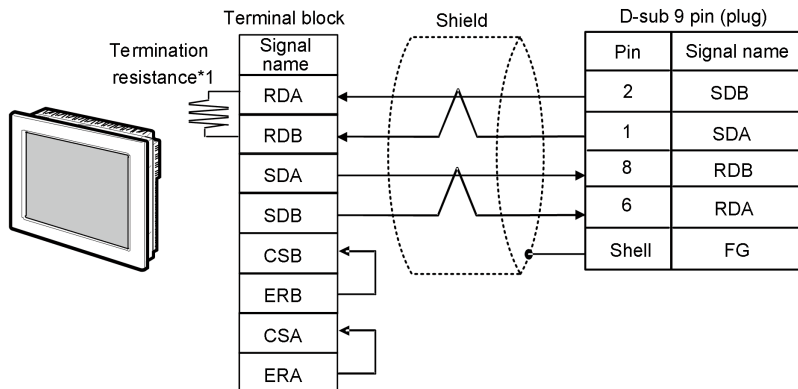 Terminal block
Shield
D-sub 9 pin (plug)
Termination
resistance*1
Signal
name
Pin
Signal name
RDA
2
SDB
RDB
1
SDA
SDA
8
RDB
SDB
6
RDA
CSB
Shell
FG
ERB
CSA
ERA